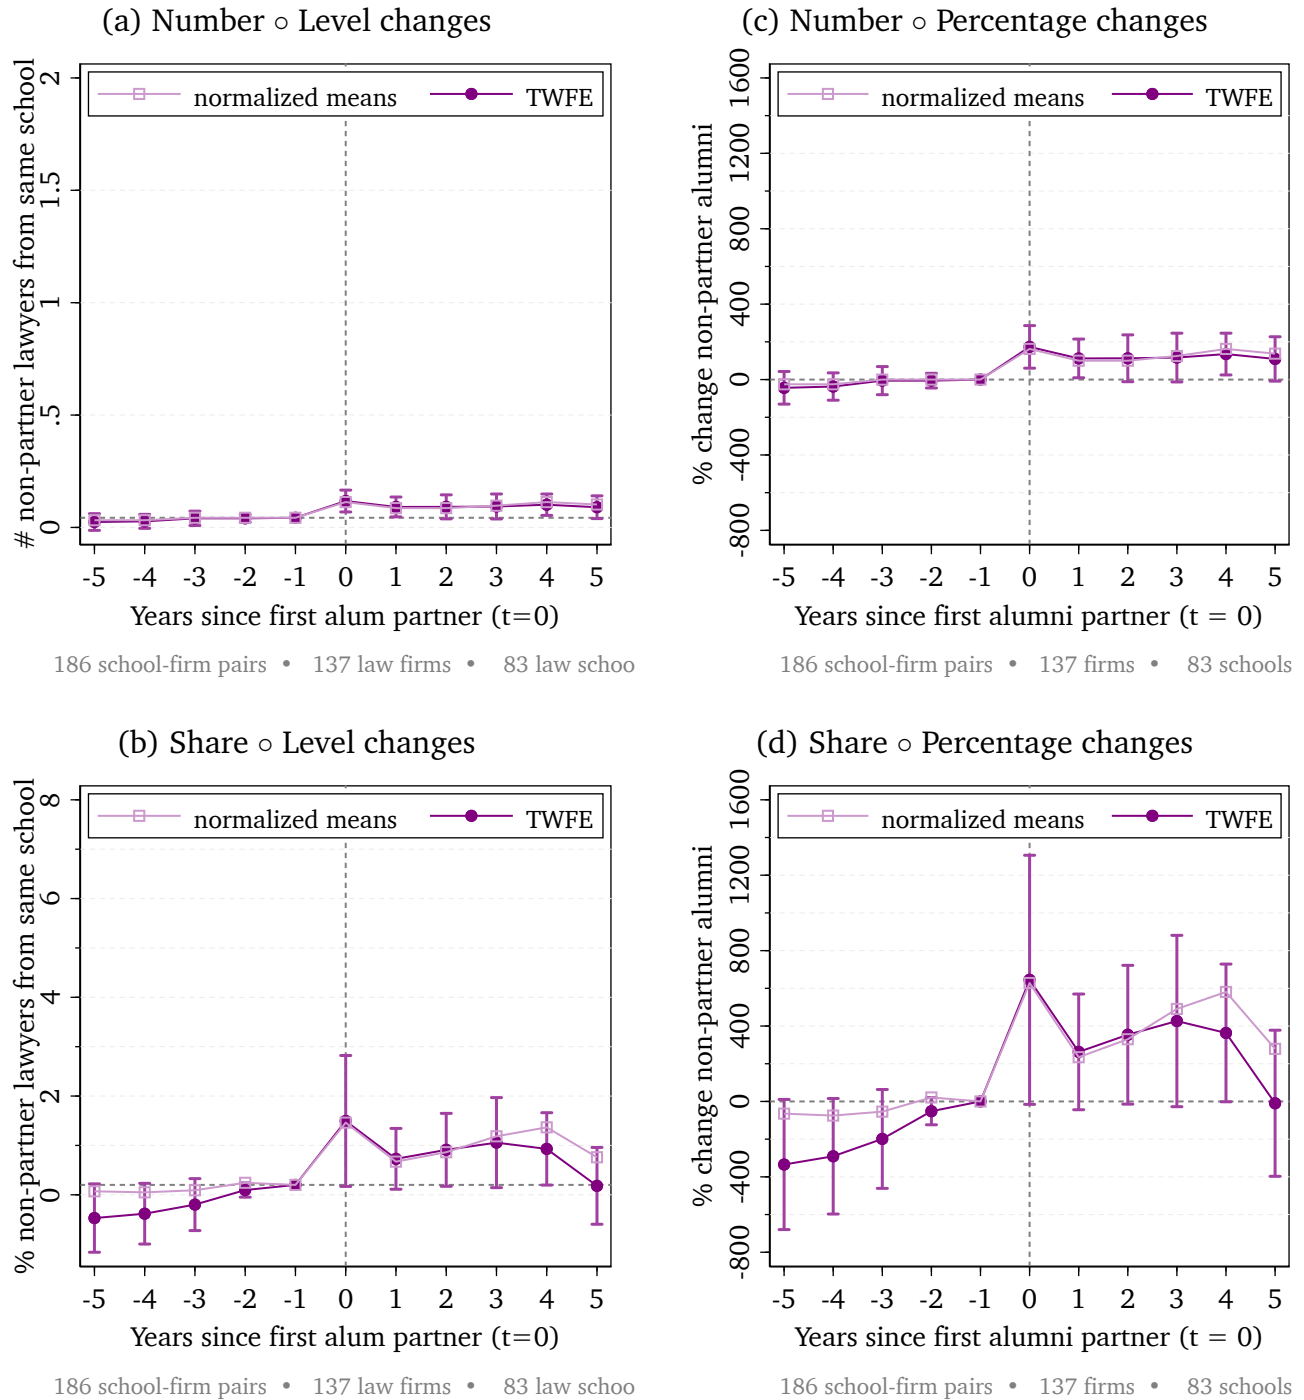 (a) Number ∘ Level changes
# non-partner lawyers from same school
2
1.5
1
.5
0
normalized means
TWFE
-5 -4 -3 -2 -1 0 1 2 3 4 5
Years since first alum partner (t=0)
186 school-firm pairs • 137 law firms • 83 law schoo
(c) Number ∘ Percentage changes
% change non-partner alumni
1600
1200
800
400
0
-400
-800
normalized means
TWFE
-5 -4 -3 -2 -1 0 1 2 3 4 5
Years since first alumni partner (t = 0)
186 school-firm pairs • 137 firms • 83 schools
(b) Share ∘ Level changes
% non-partner lawyers from same school
8
6
4
2
0
normalized means
TWFE
-5 -4 -3 -2 -1 0 1 2 3 4 5
Years since first alum partner (t=0)
186 school-firm pairs • 137 law firms • 83 law schoo
(d) Share ∘ Percentage changes
% change non-partner alumni
1600
1200
800
400
0
-400
-800
normalized means
TWFE
-5 -4 -3 -2 -1 0 1 2 3 4 5
Years since first alumni partner (t = 0)
186 school-firm pairs • 137 firms • 83 schools